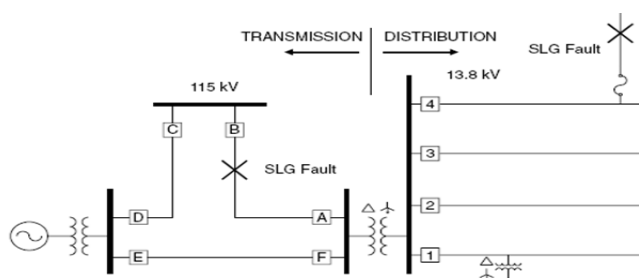 TRANSMISSION DISTRIBUTION
SLG Fault
115 kV
13.8 kV
4
C B
SLG Fault
3
D A
2
E F
1